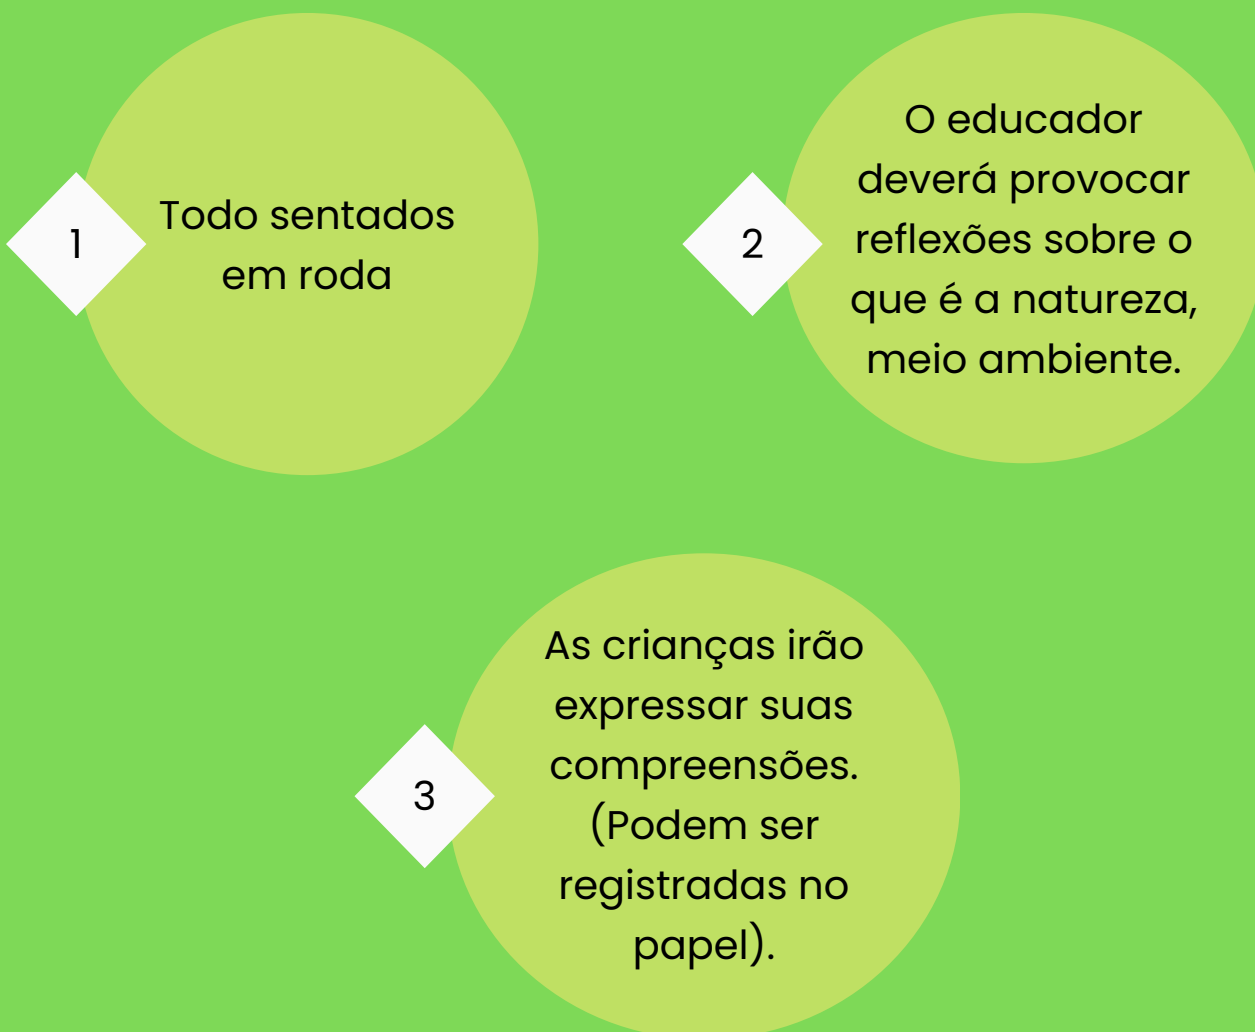 1
Todo sentados
em roda
2
O educador
deverá provocar
reflexões sobre o
que é a natureza,
meio ambiente.
3
As crianças irão
expressar suas
compreensões.
(Podem ser
registradas no
papel).